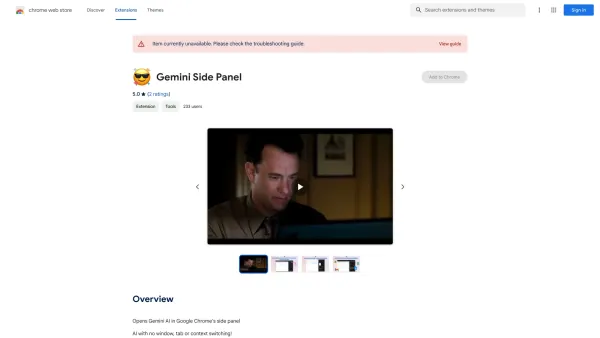 chrome web store
Discover
Extensions
Themes
Search extensions and themes
Sign in
Item currently unavailable. Please check the troubleshooting guide.
View guide
Gemini Side Panel
Add to Chrome
5.0 ★ (2 ratings)
Extension
Tools
233 users
Overview
Opens Gemini AI in Google Chrome's side panel
AI with no window, tab or context switching!